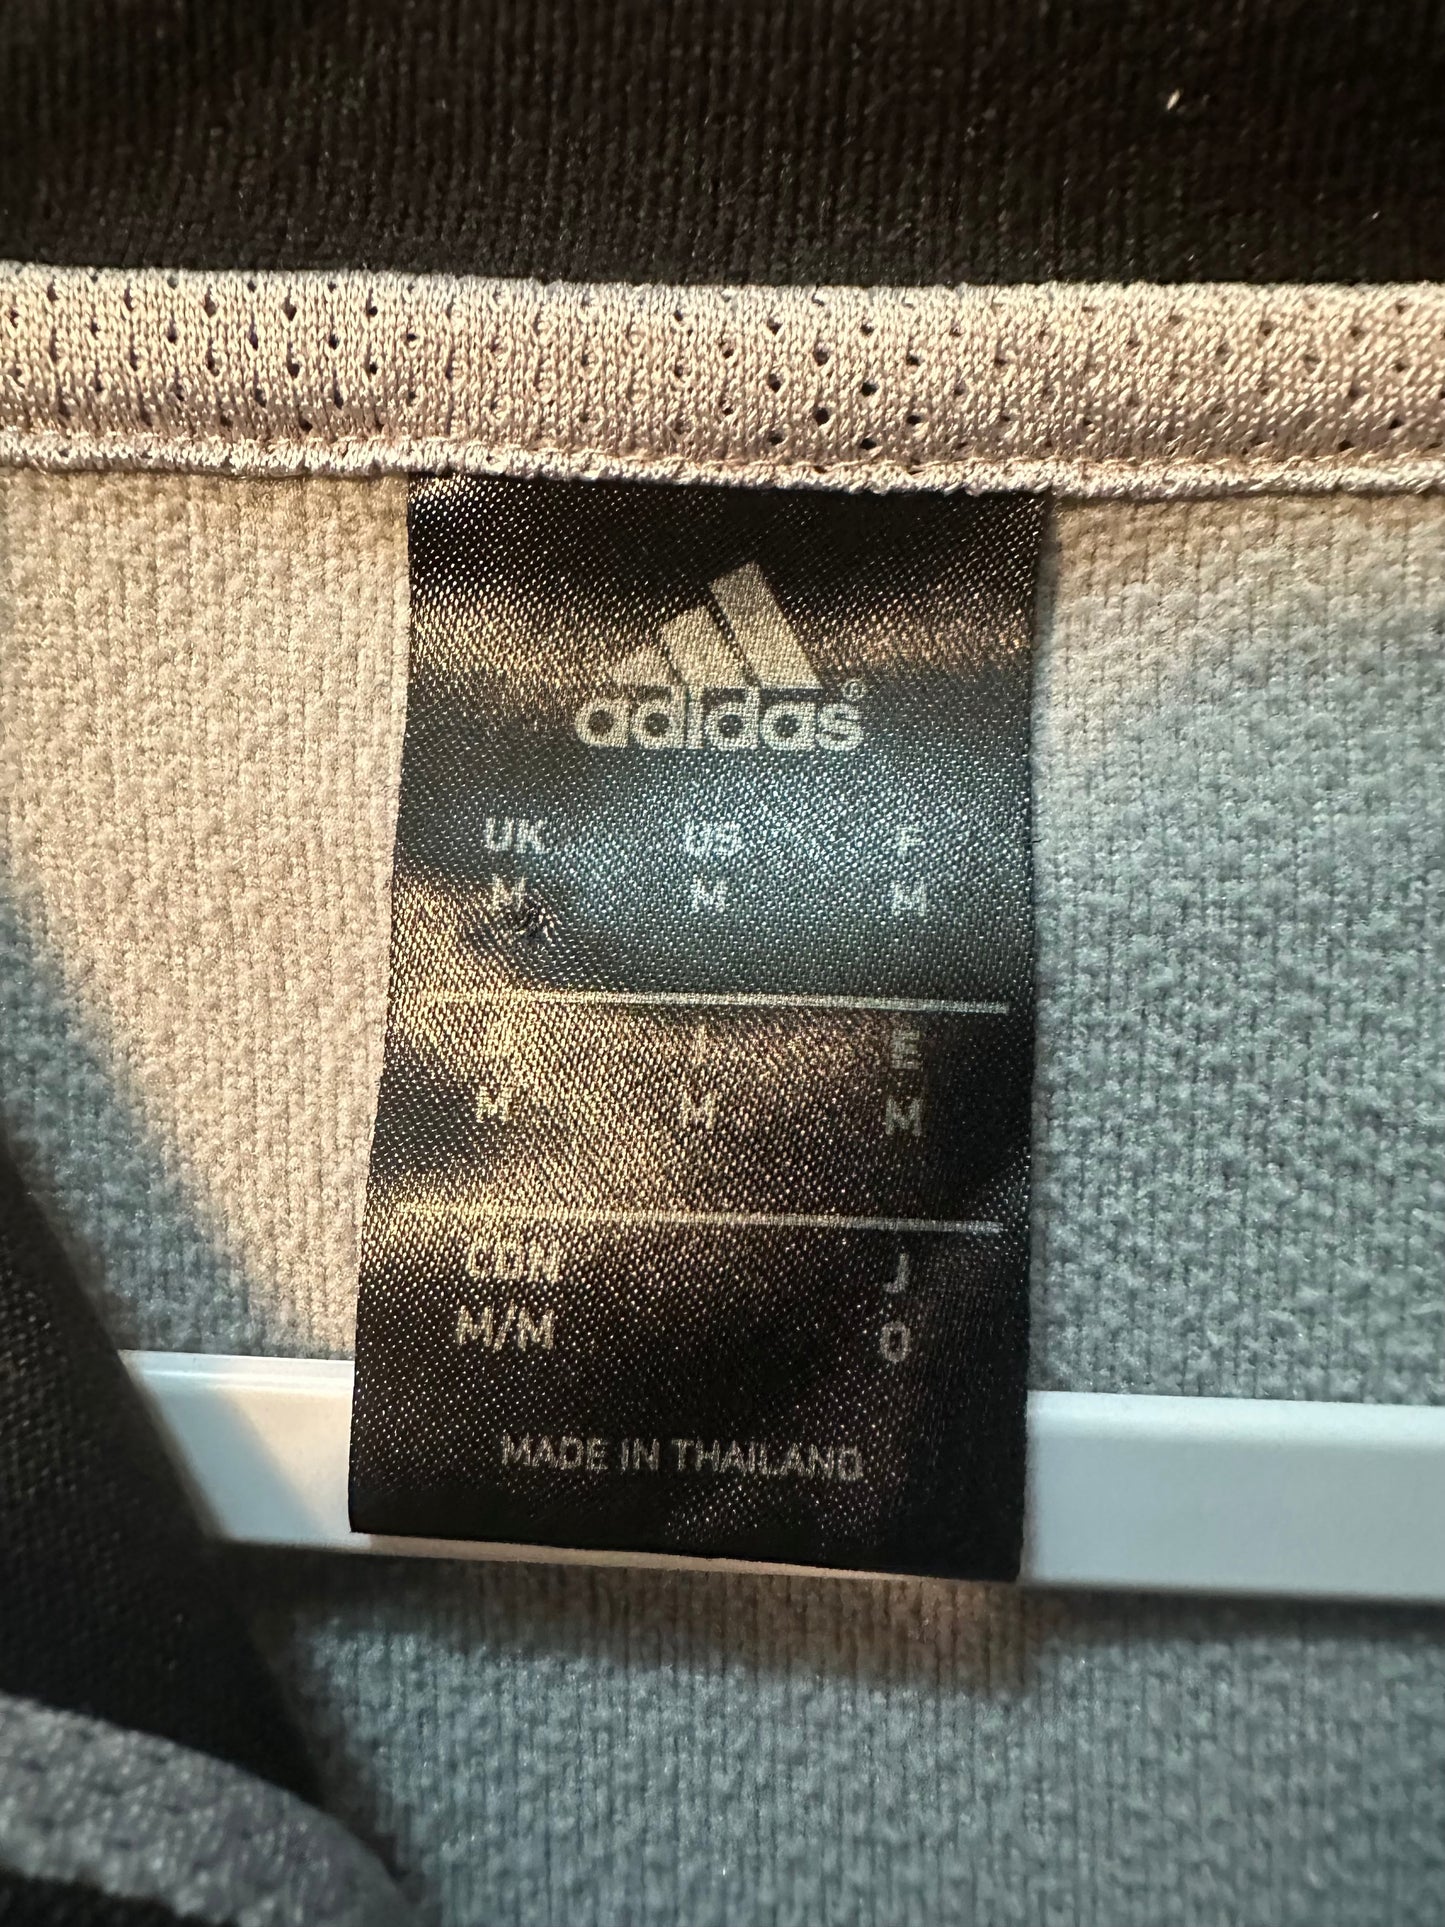 adidas®
UK US F
M M M
D I E
M M M
CDN J
M/M O
MADE IN THAILAND